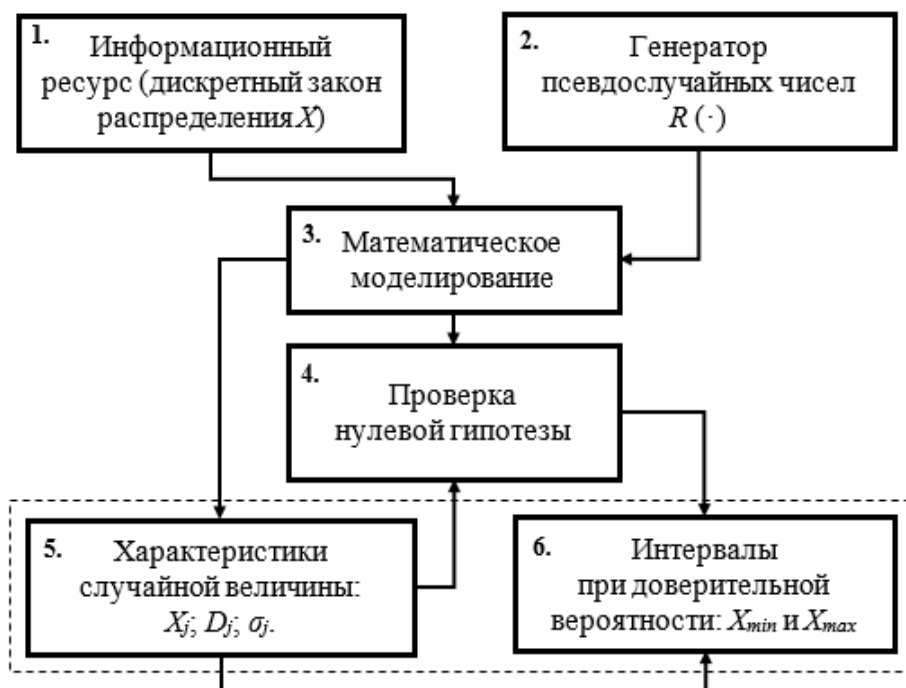 1. Информационный
ресурс (дискретный закон
распределения X)
2. Генератор
псевдослучайных чисел
R (·)
3. Математическое
моделирование
4. Проверка
нулевой гипотезы
5. Характеристики
случайной величины:
Xj; Dj; σj.
6. Интервалы
при доверительной
вероятности: Xmin и Xmax